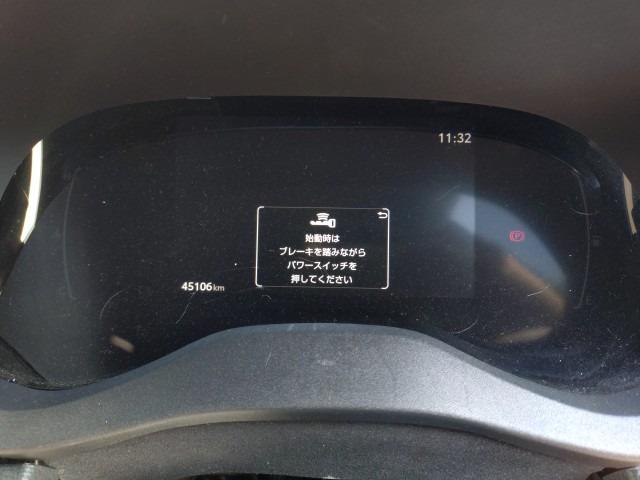 11:32
始動時は
ブレーキを踏みながら
パワースイッチを
押してください
45106km
P
E